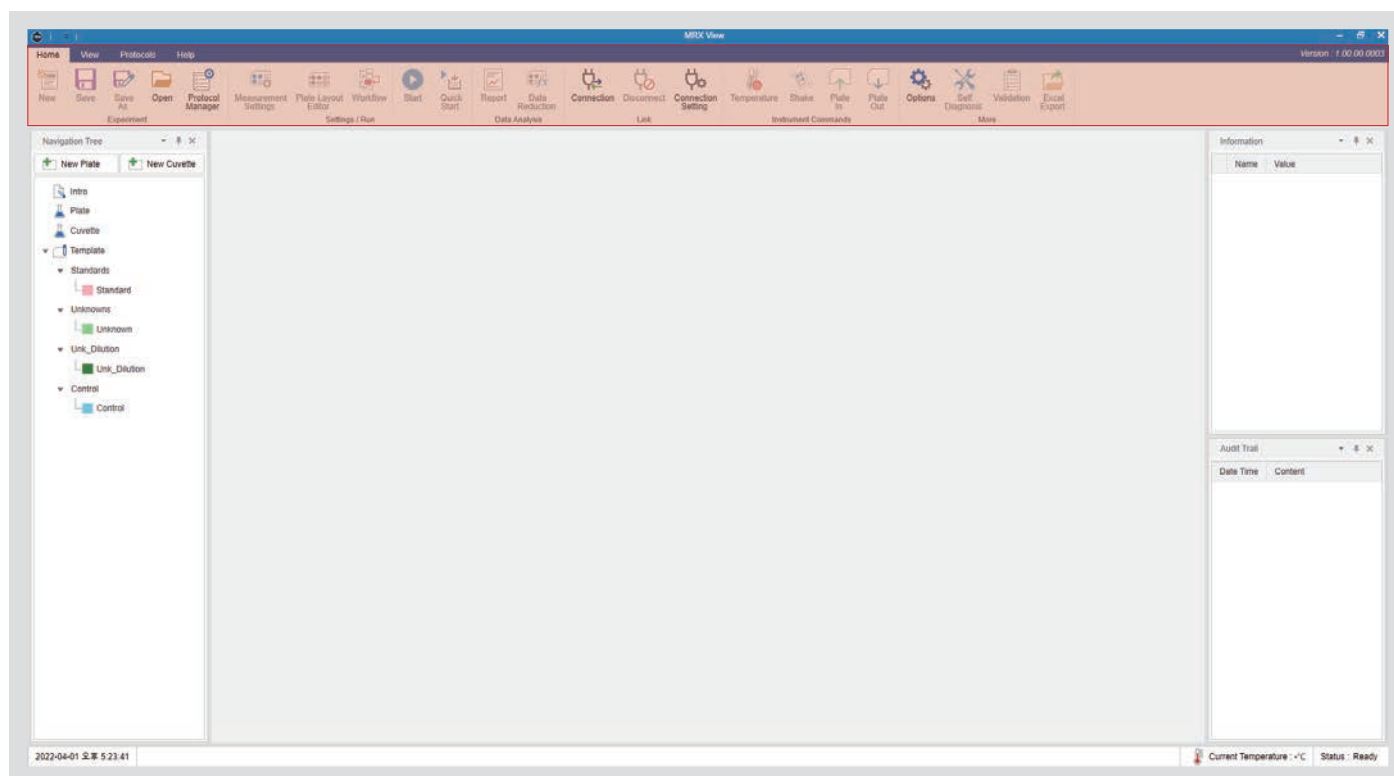 MRX View
Home View Protocols Help
Version : 1.00.00.0003
New Save Save As Open Protocol Manager Measurement Settings Plate Layout Editor Workflow Start Quick Start Report Data Reduction Connection Disconnect Connection Setting Temperature Shake Plate In Plate Out Options Self Diagnosis Validation Excel Export
Experiment Settings / Run Data Analysis Link Instrument Commands More
Navigation Tree
New Plate New Cuvette
Intro
Plate
Cuvette
Template
Standards
Standard
Unknowns
Unknown
Unk_Dilution
Unk_Dilution
Control
Control
Information
Name Value
Audit Trail
Date Time Content
2022-04-01 오후 5:23:41
Current Temperature : -°C Status : Ready